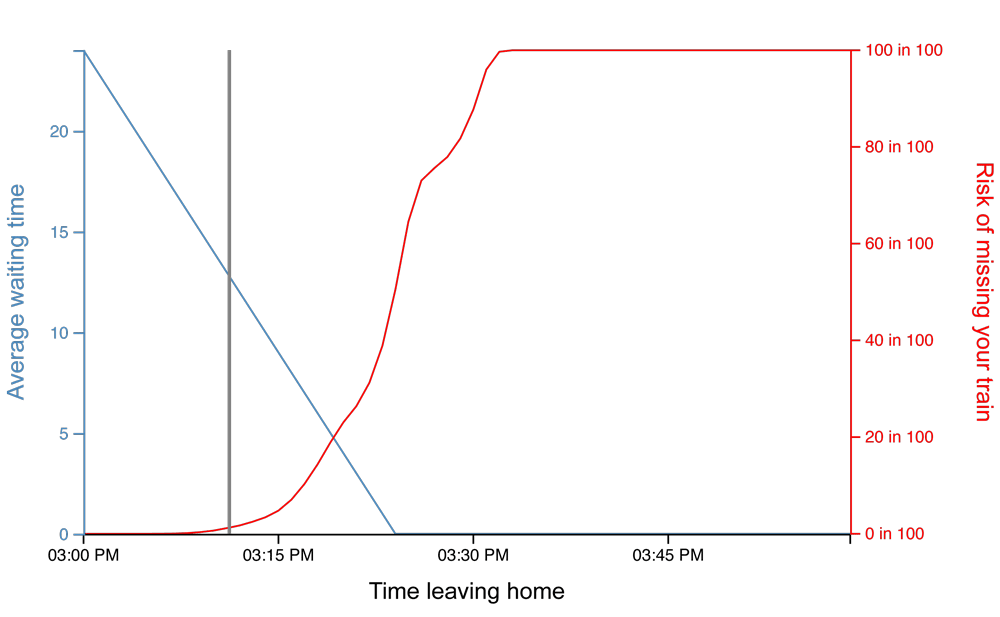 Average waiting time
20
15
10
5
0
100 in 100
80 in 100
60 in 100
40 in 100
20 in 100
0 in 100
Risk of missing your train
03:00 PM
03:15 PM
03:30 PM
03:45 PM
Time leaving home